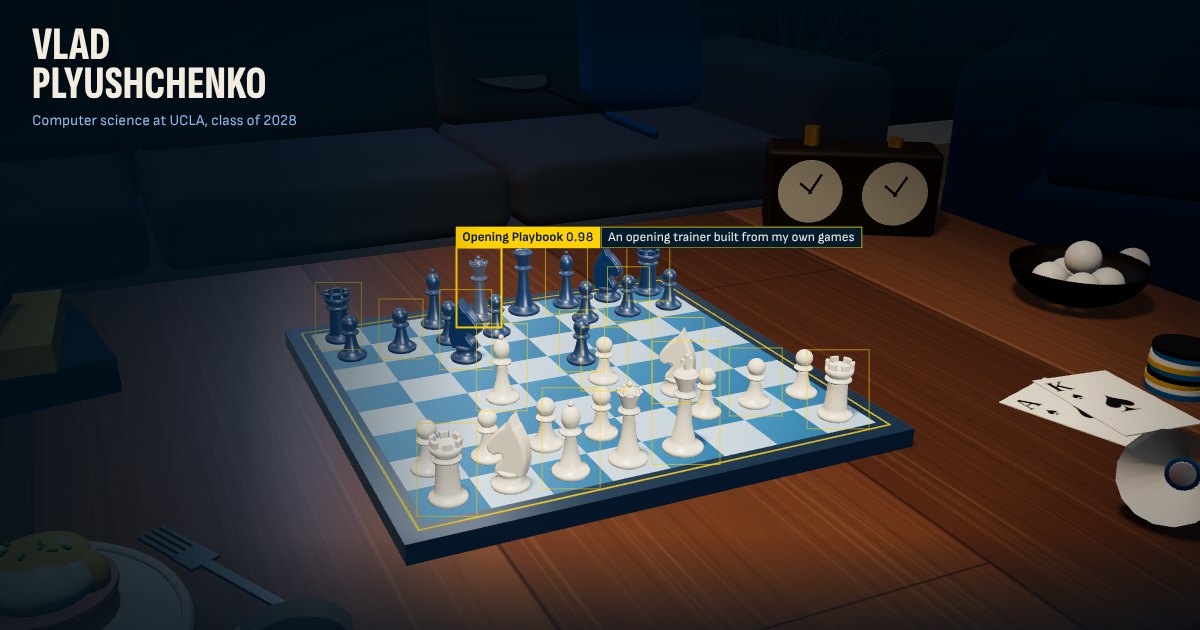 VLAD
PLYUSHCHENKO
Computer science at UCLA, class of 2028
Opening Playbook 0.98 An opening trainer built from my own games
K
A